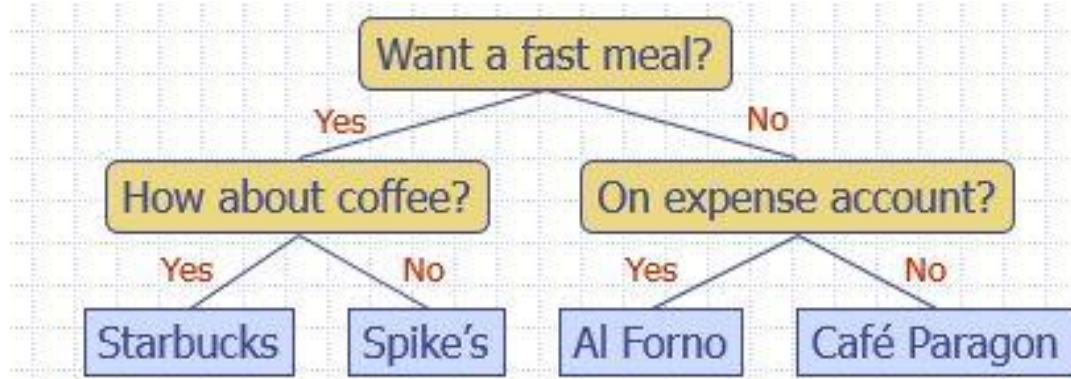 Want a fast meal?
Yes
No
How about coffee?
On expense account?
Yes
No
Yes
No
Starbucks
Spike’s
Al Forno
Café Paragon